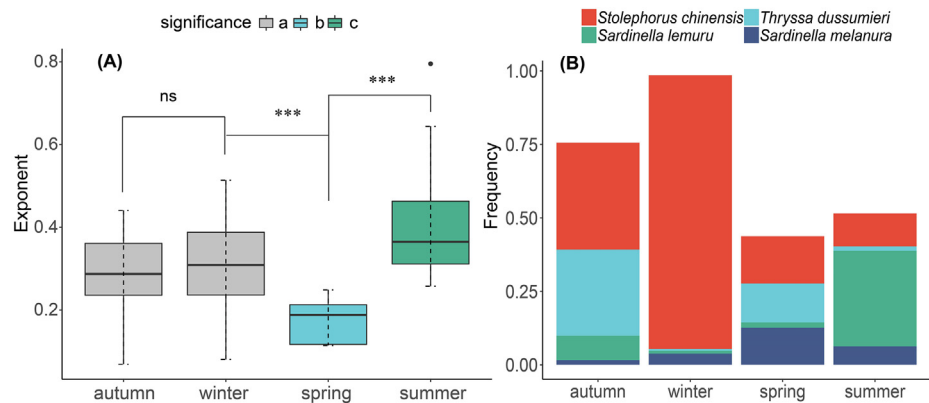 significance a b c
(A)
0.8
0.6
0.4
0.2
Exponent
ns
***
***
autumn winter spring summer
Stolephorus chinensis Thryssa dussumieri
Sardinella lemuru Sardinella melanura
(B)
1.00
0.75
0.50
0.25
0.00
Frequency
autumn winter spring summer